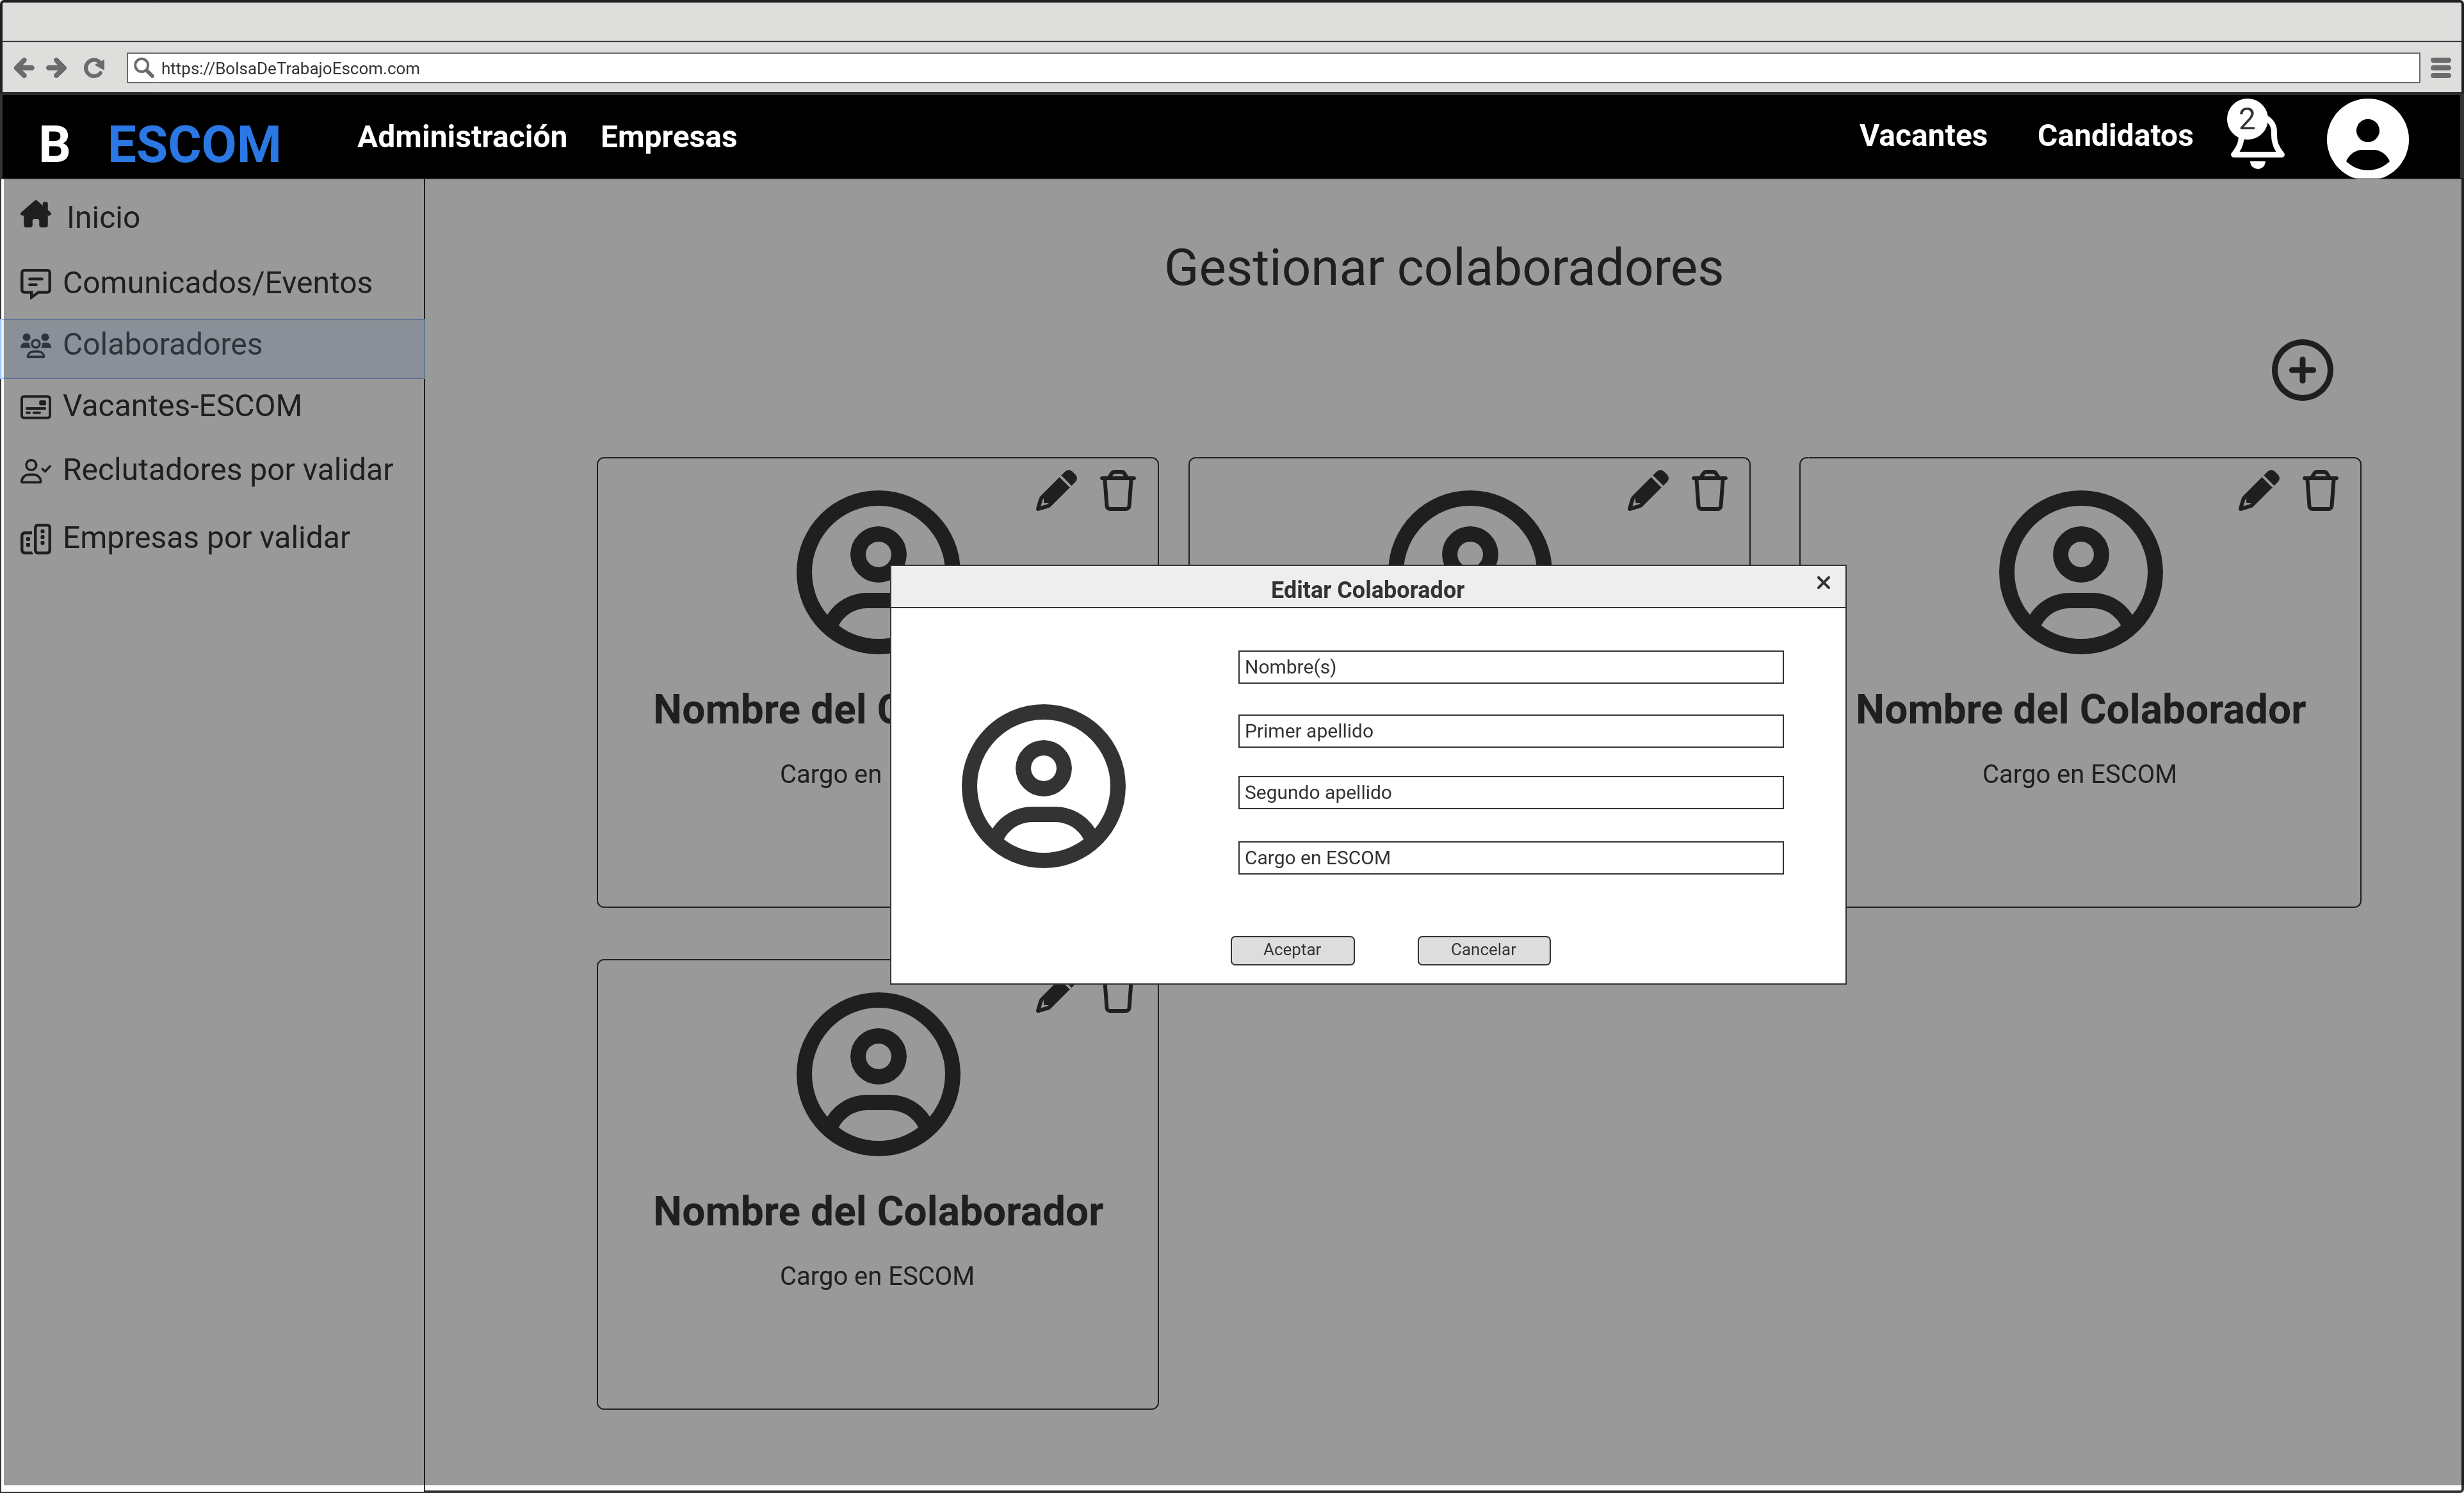 https://BolsaDeTrabajoEscom.com
B ESCOM Administración Empresas Vacantes Candidatos 2
Inicio
Comunicados/Eventos
Colaboradores
Vacantes-ESCOM
Reclutadores por validar
Empresas por validar
Gestionar colaboradores
Nombre del C
Cargo en
Editar Colaborador
Nombre(s)
Primer apellido
Segundo apellido
Cargo en ESCOM
Aceptar Cancelar
Nombre del Colaborador
Cargo en ESCOM
Nombre del Colaborador
Cargo en ESCOM